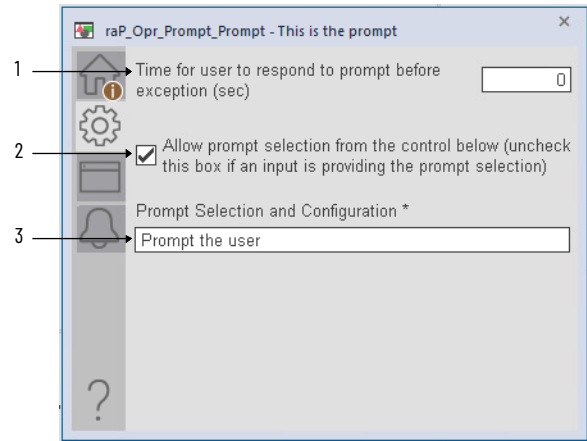 raP_Opr_Prompt_Prompt - This is the prompt
1
Time for user to respond to prompt before
exception (sec)
0
2
Allow prompt selection from the control below (uncheck
this box if an input is providing the prompt selection)
Prompt Selection and Configuration *
3
Prompt the user
?